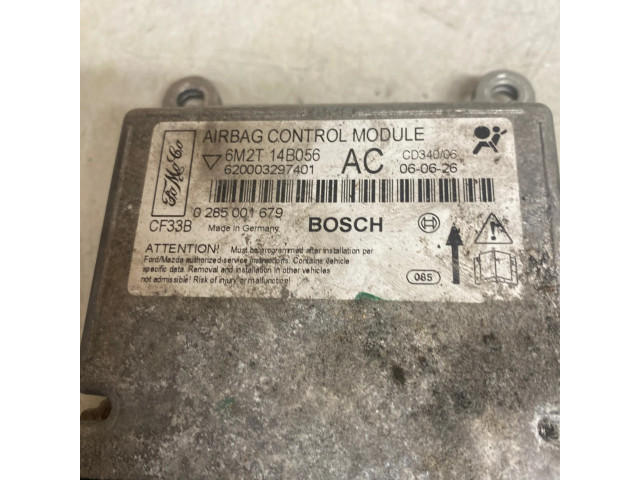 AIRBAG CONTROL MODULE
FoMoCo
6M2T 14B056 AC CD340/06
620003297401 06-06-26
0 285 001 679
CF33B Made in Germany BOSCH
ATTENTION! Must be programmed after installation per
Ford/Mazda authorized service instructions. Contains vehicle
specific data. Removal and installation in other vehicles
not admissible! Risk of injury or malfunction!
085